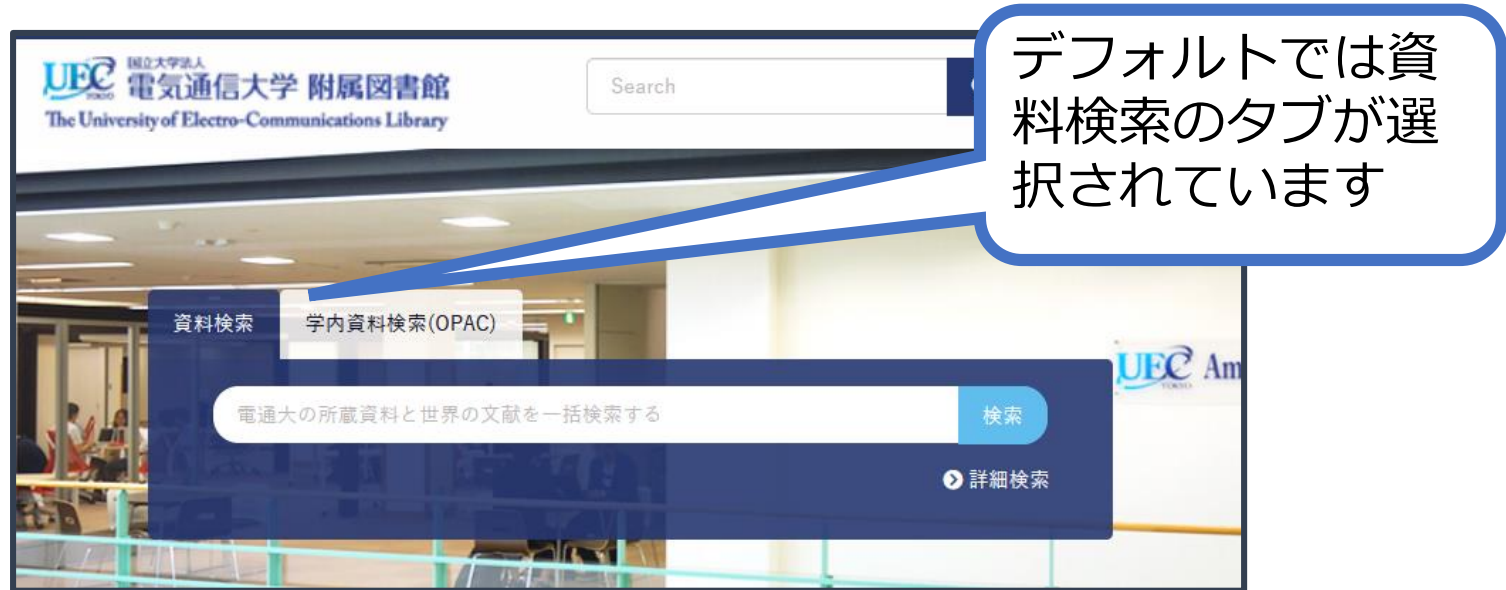 国立大学法人
UEC 電気通信大学 附属図書館
TOKYO
The University of Electro-Communications Library
Search
デフォルトでは資
料検索のタブが選
択されています
資料検索 学内資料検索(OPAC)
UEC Am
TOKYO
電通大の所蔵資料と世界の文献を一括検索する 検索
詳細検索